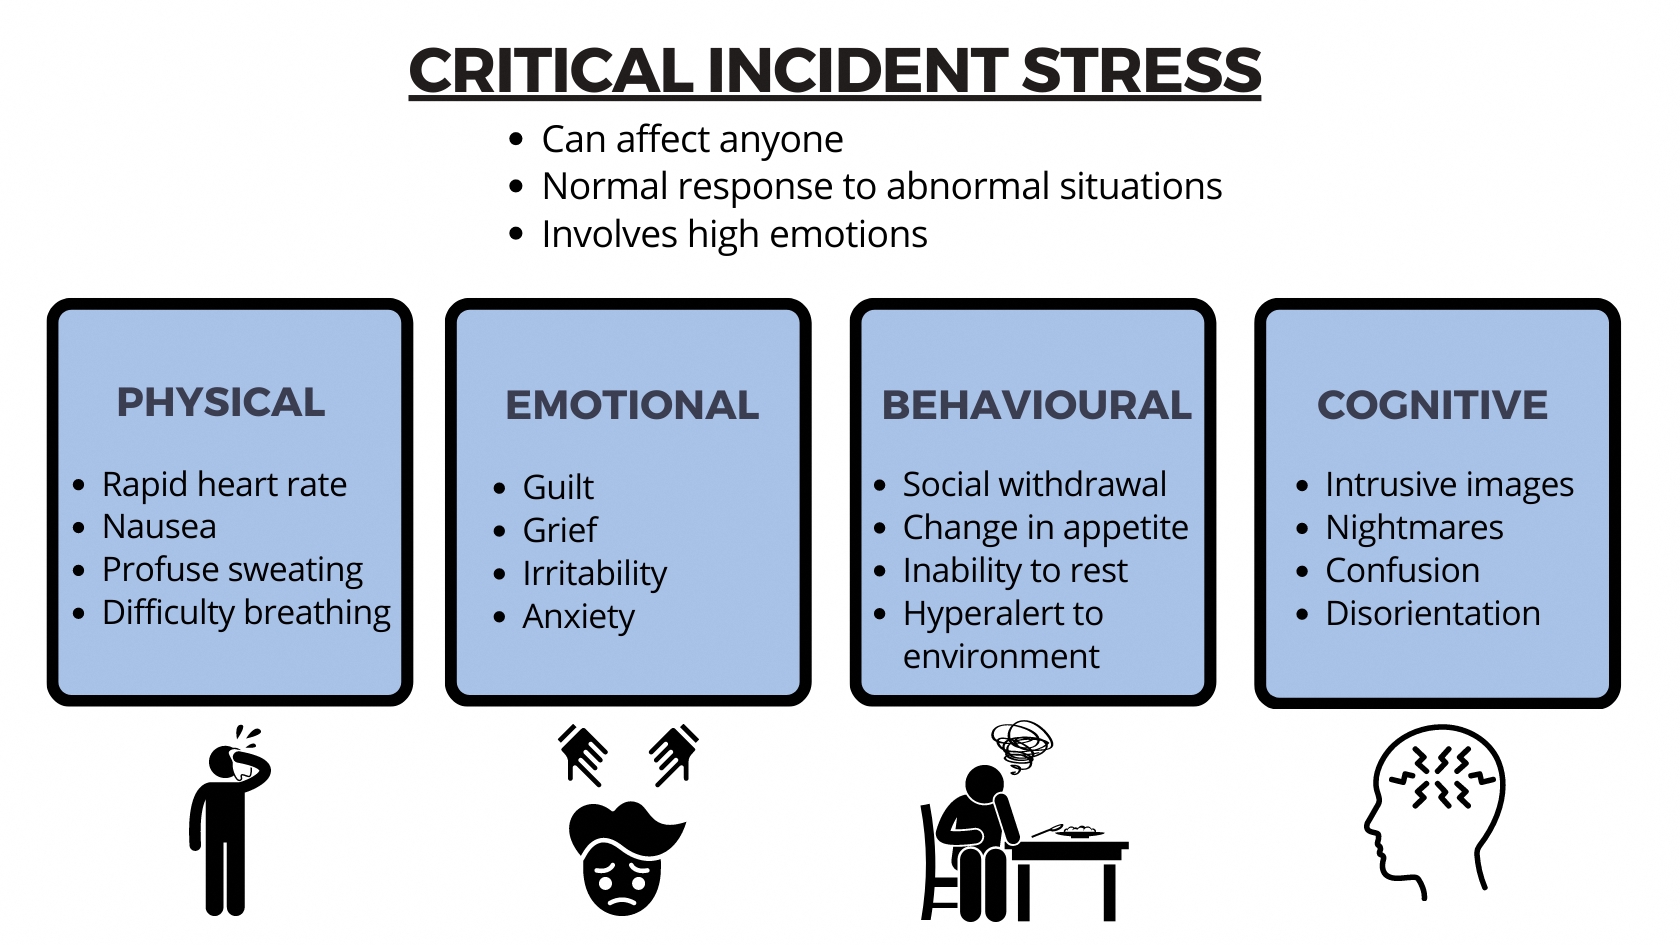 CRITICAL INCIDENT STRESS
• Can affect anyone
• Normal response to abnormal situations
• Involves high emotions
PHYSICAL
• Rapid heart rate
• Nausea
• Profuse sweating
• Difficulty breathing
EMOTIONAL
• Guilt
• Grief
• Irritability
• Anxiety
BEHAVIOURAL
• Social withdrawal
• Change in appetite
• Inability to rest
• Hyperalert to
environment
COGNITIVE
• Intrusive images
• Nightmares
• Confusion
• Disorientation